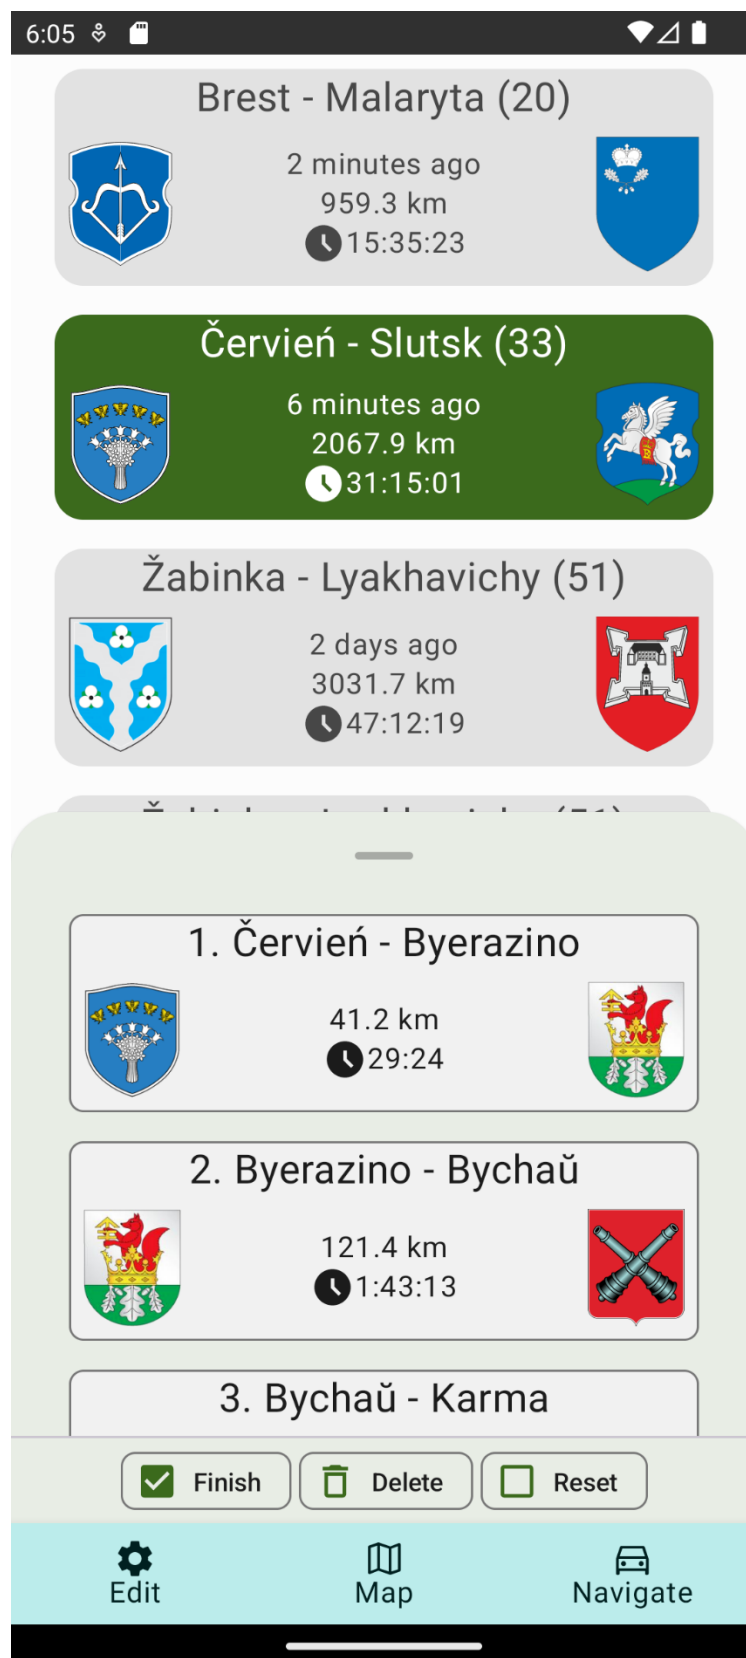 6:05
Brest - Malaryta (20)
2 minutes ago
959.3 km
15:35:23
Červień - Slutsk (33)
6 minutes ago
2067.9 km
31:15:01
Žabinka - Lyakhavichy (51)
2 days ago
3031.7 km
47:12:19
1. Červień - Byerazino
41.2 km
29:24
2. Byerazino - Bychaŭ
121.4 km
1:43:13
3. Bychaŭ - Karma
Finish
Delete
Reset
Edit
Map
Navigate